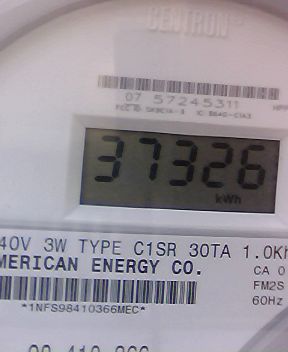 CENTRON
07 57245311
37326
kWh
40V 3W TYPE C1SR 30TA 1.0Kh
MERICAN ENERGY CO.
CA 0
FM2S
60Hz
*1NFS98410366MEC*